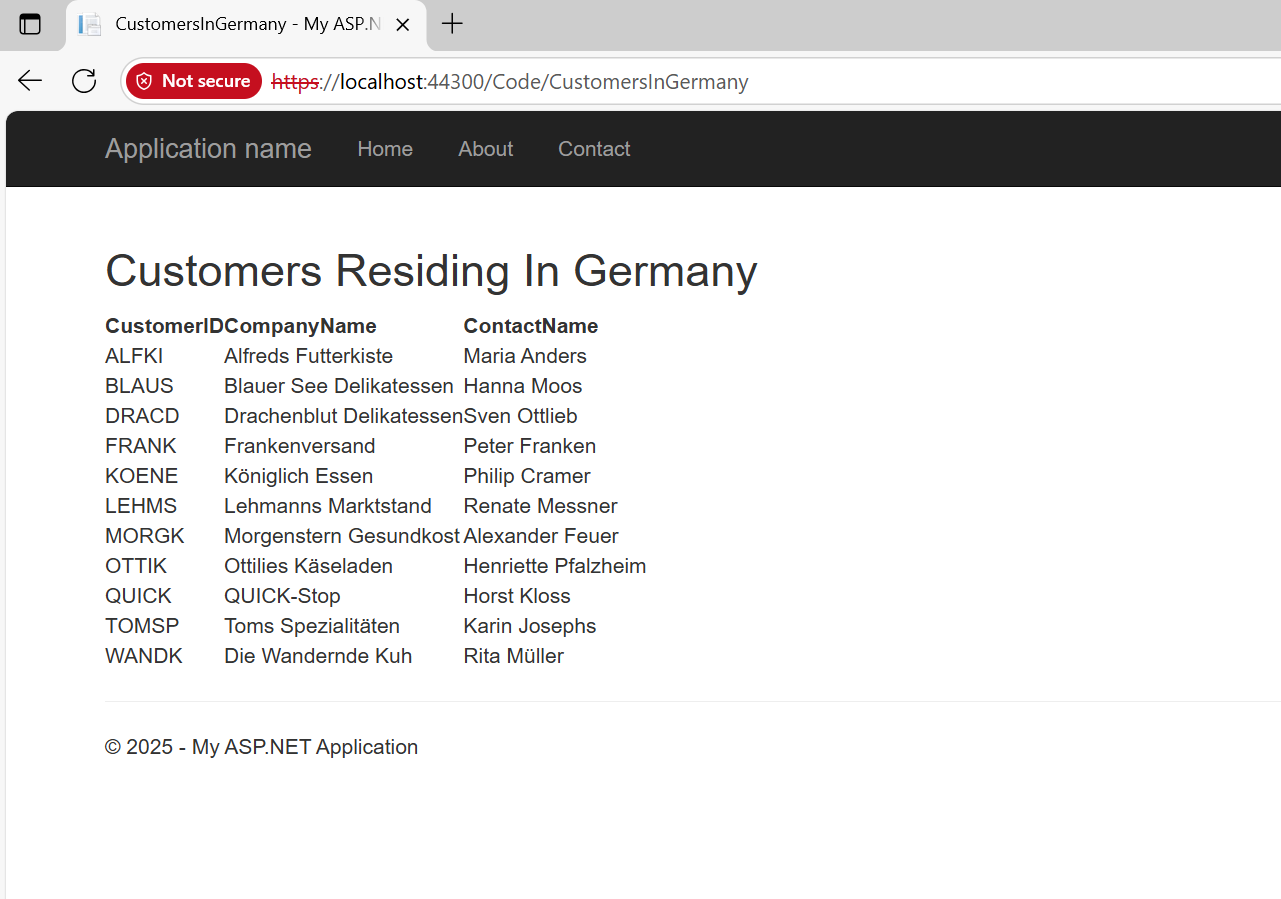 CustomersInGermany - My ASP.N
Not secure https://localhost:44300/Code/CustomersInGermany
Application name Home About Contact
Customers Residing In Germany
CustomerID CompanyName ContactName
ALFKI Alfreds Futterkiste Maria Anders
BLAUS Blauer See Delikatessen Hanna Moos
DRACD Drachenblut Delikatessen Sven Ottlieb
FRANK Frankenversand Peter Franken
KOENE Königlich Essen Philip Cramer
LEHMS Lehmanns Marktstand Renate Messner
MORGK Morgenstern Gesundkost Alexander Feuer
OTTIK Ottilies Käseladen Henriette Pfalzheim
QUICK QUICK-Stop Horst Kloss
TOMSP Toms Spezialitäten Karin Josephs
WANDK Die Wandernde Kuh Rita Müller
© 2025 - My ASP.NET Application